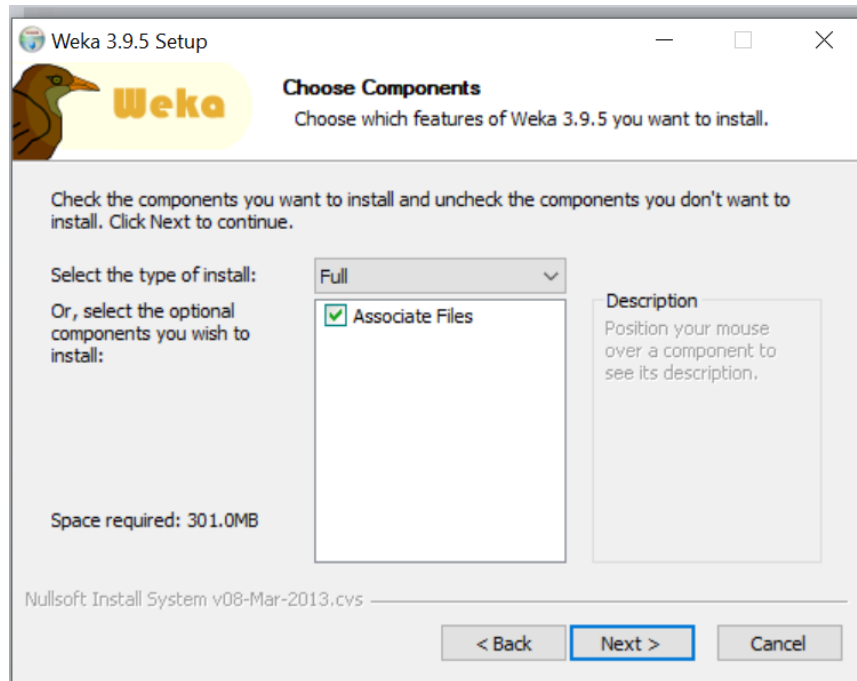 Weka 3.9.5 Setup
Weka
Choose Components
Choose which features of Weka 3.9.5 you want to install.
Check the components you want to install and uncheck the components you don't want to
install. Click Next to continue.
Select the type of install:
Full
Or, select the optional
components you wish to
install:
Associate Files
Description
Position your mouse
over a component to
see its description.
Space required: 301.0MB
Nullsoft Install System v08-Mar-2013.cvs
< Back
Next >
Cancel